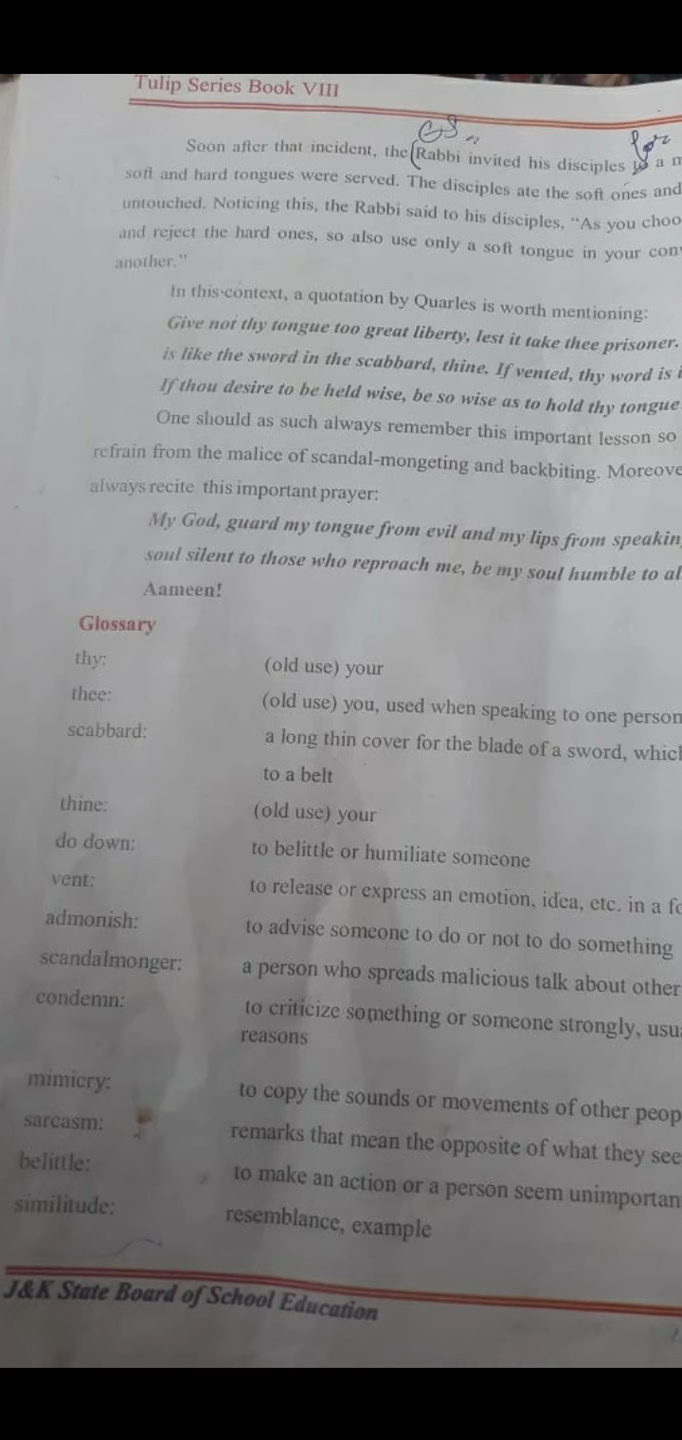 Tulip Series Book VIII
Soon after that incident, the (Rabbi invited his disciples a
for
soft and hard tongues were served. The disciples ate the soft ones and
untouched. Noticing this, the Rabbi said to his disciples, "As you
and reject the hard ones, so also use only a soft tongue in your
another."
In this context, a quotation by Quarles is worth mentioning:
Give not thy tongue too great liberty, lest it take thee prisoner.
is like the sword in the scabbard, thine. If vented, thy word is
If thou desire to be held wise, be so wise as to hold thy tongue
One should as such always remember this important lesson so
refrain from the malice of scandal-mongeting and backbiting.
always recite this important prayer:
My God, guard my tongue from evil and my lips from
soul silent to those who reproach me, be my soul humble to
Aameen!
Glossary
thy: (old use) your
thee: (old use) you, used when speaking to one person
scabbard: a long thin cover for the blade of a sword,
to a belt
thine: (old use) your
do down: to belittle or humiliate someone
vent: to release or express an emotion, idea, etc. in a
admonish: to advise someone to do or not to do something
scandalmonger: a person who spreads malicious talk about other
condemn: to criticize something or someone strongly,
reasons
mimicry: to copy the sounds or movements of other
sarcasm: remarks that mean the opposite of what they
belittle: to make an action or a person seem
similitude: resemblance, example
J&K State Board of School Education